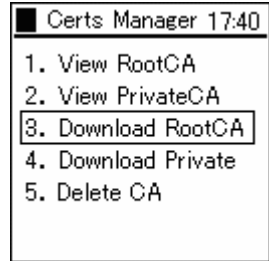 Certs Manager 17:40
1. View RootCA
2. View PrivateCA
3. Download RootCA
4. Download Private
5. Delete CA